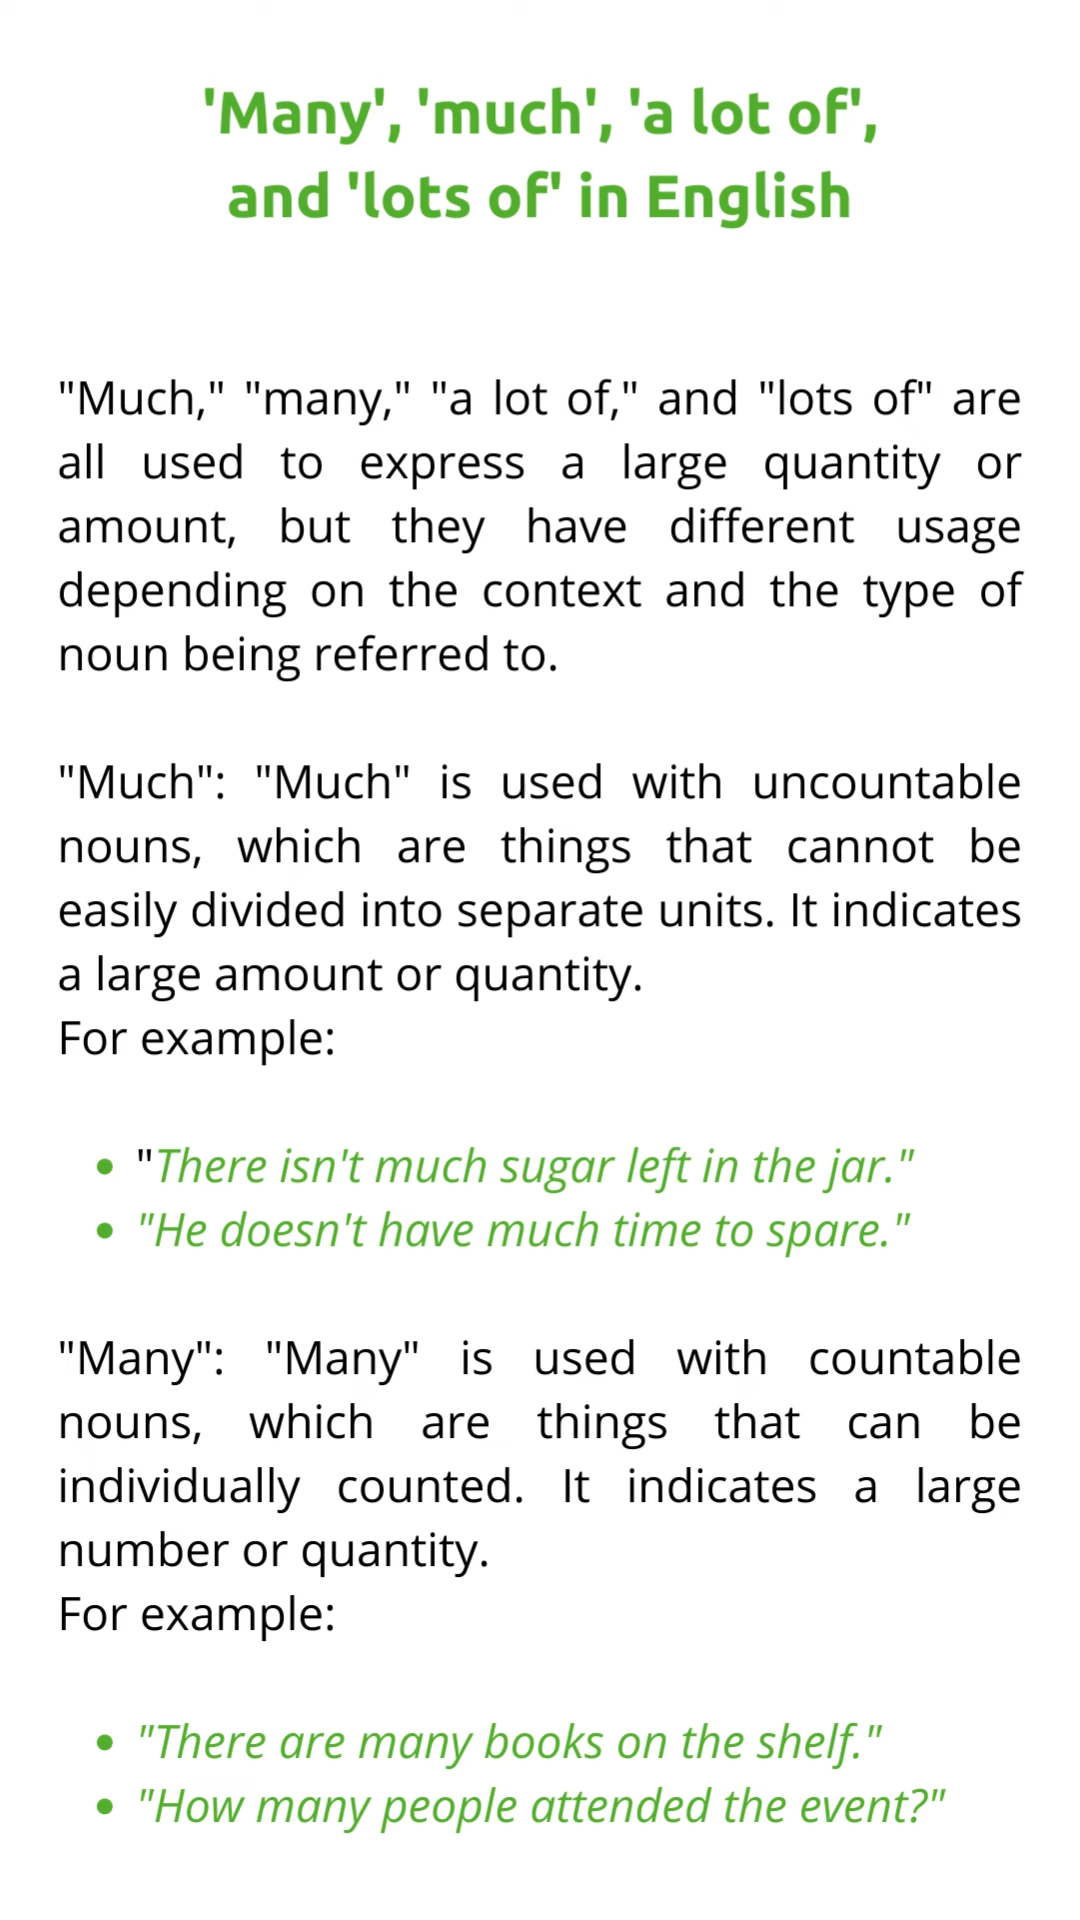 'Many', 'much', 'a lot of',
and 'lots of' in English
"Much," "many," "a lot of," and "lots of" are
all used to express a large quantity or
amount, but they have different usage
depending on the context and the type of
noun being referred to.
"Much": "Much" is used with uncountable
nouns, which are things that cannot be
easily divided into separate units. It indicates
a large amount or quantity.
For example:
• "There isn't much sugar left in the jar."
• "He doesn't have much time to spare."
"Many": "Many" is used with countable
nouns, which are things that can be
individually counted. It indicates a large
number or quantity.
For example:
• "There are many books on the shelf."
• "How many people attended the event?"